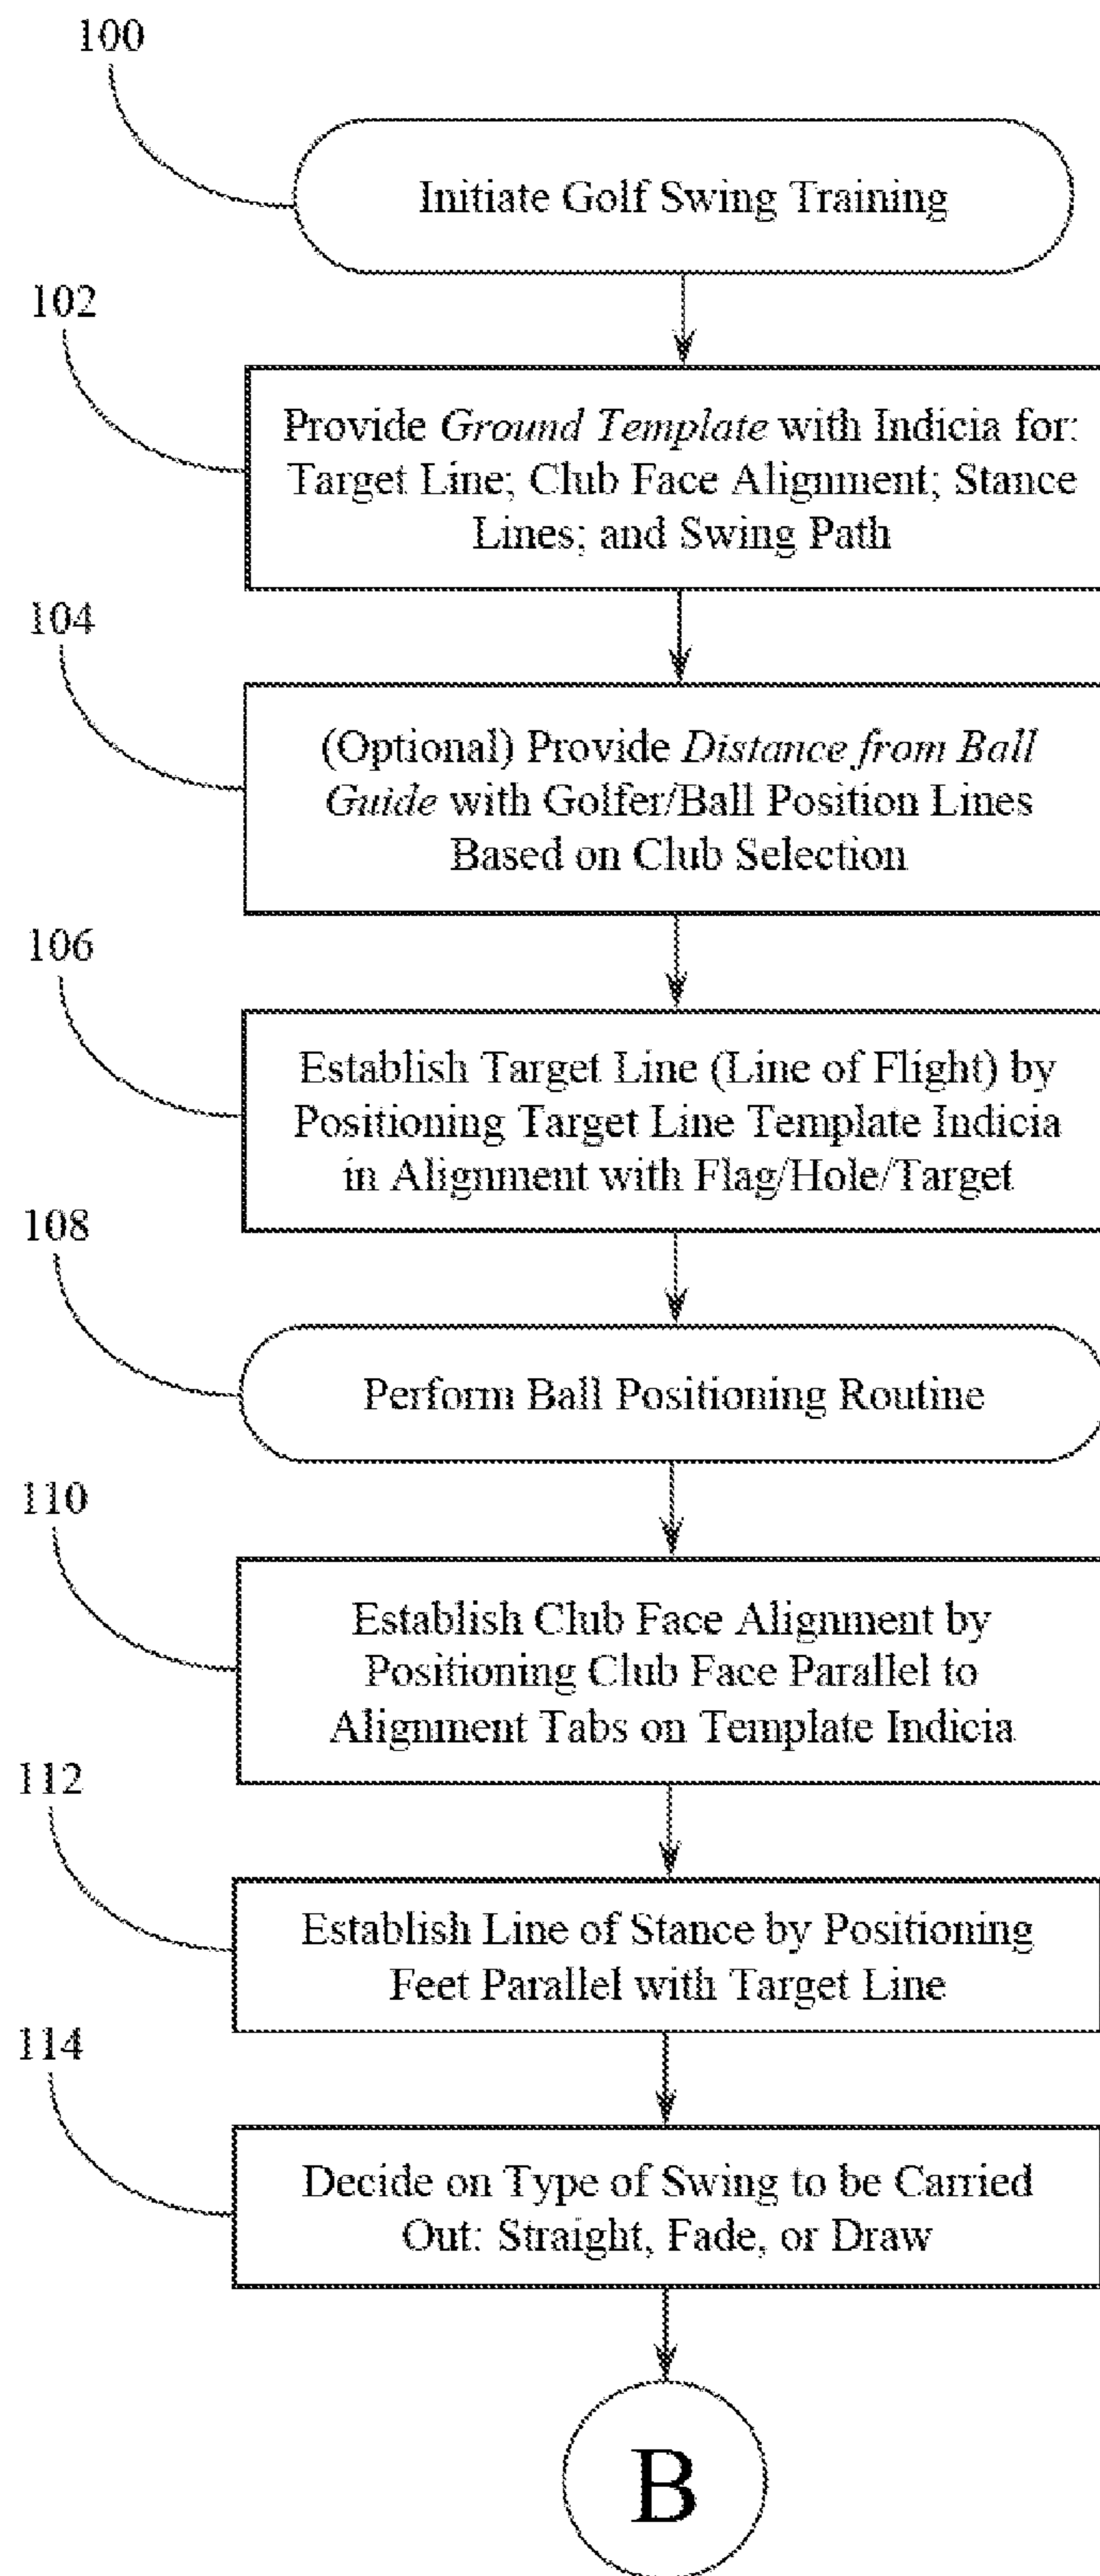 100
Initiate Golf Swing Training
102
Provide Ground Template with Indicia for:
Target Line; Club Face Alignment; Stance
Lines; and Swing Path
104
(Optional) Provide Distance from Ball
Guide with Golfer/Ball Position Lines
Based on Club Selection
106
Establish Target Line (Line of Flight) by
Positioning Target Line Template Indicia
in Alignment with Flag/Hole/Target
108
Perform Ball Positioning Routine
110
Establish Club Face Alignment by
Positioning Club Face Parallel to
Alignment Tabs on Template Indicia
112
Establish Line of Stance by Positioning
Feet Parallel with Target Line
114
Decide on Type of Swing to be Carried
Out: Straight, Fade, or Draw
B